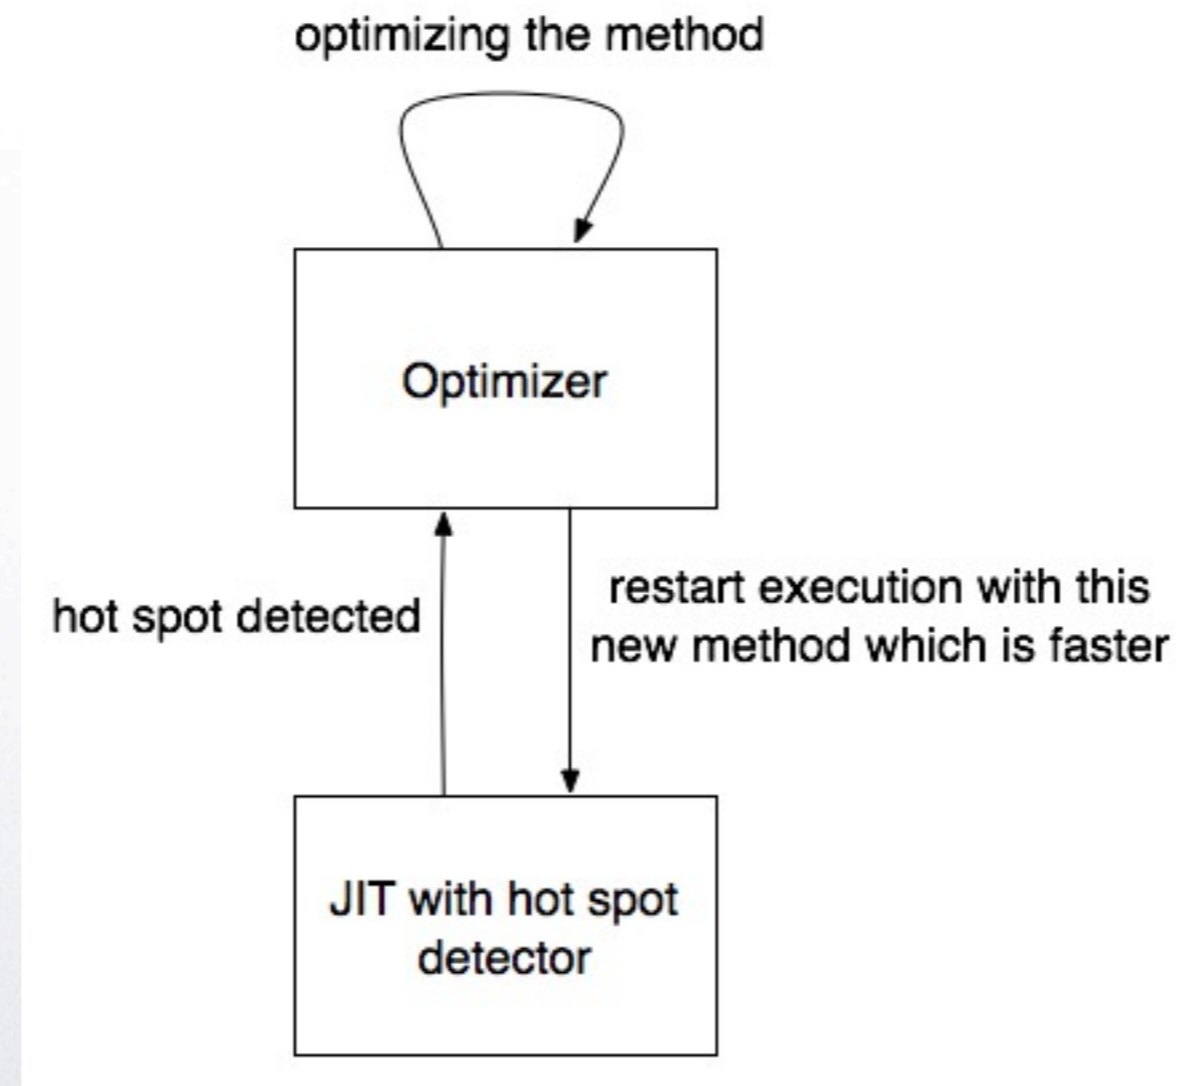 optimizing the method
Optimizer
hot spot detected
restart execution with this
new method which is faster
JIT with hot spot
detector